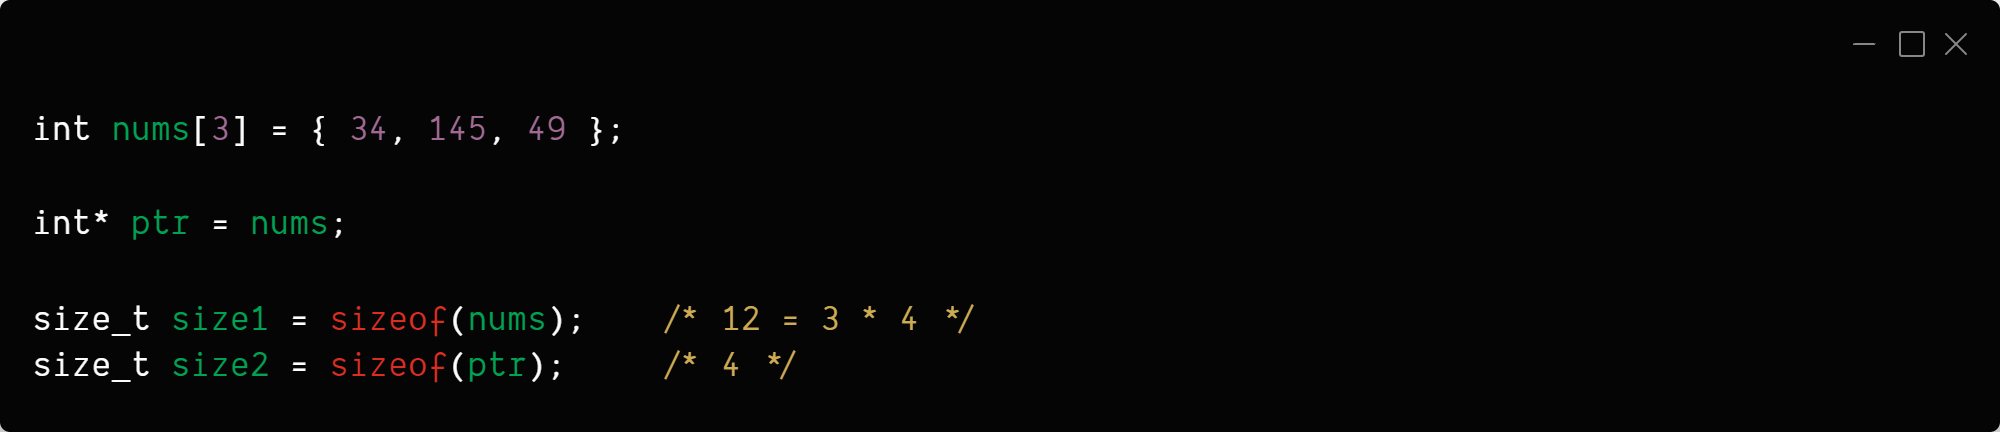 int nums[3] = { 34, 145, 49 };
int* ptr = nums;
size_t size1 = sizeof(nums);    /* 12 = 3 * 4 */
size_t size2 = sizeof(ptr);     /* 4 */